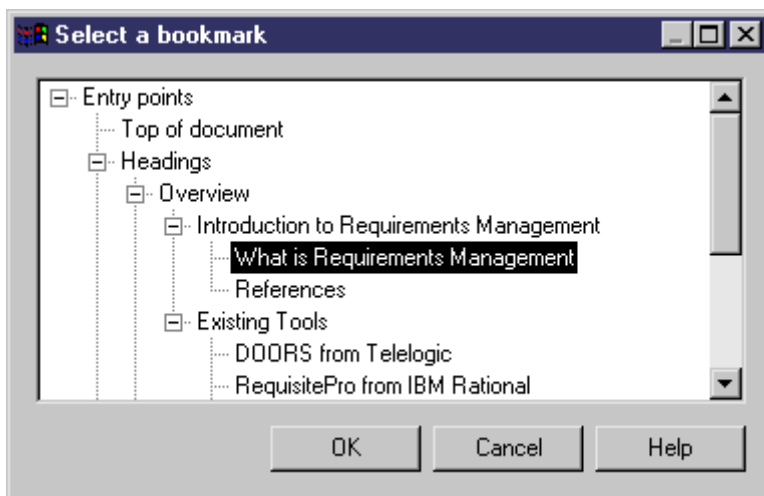 Select a bookmark
Entry points
Top of document
Headings
Overview
Introduction to Requirements Management
What is Requirements Management
References
Existing Tools
DOORS from Telelogic
RequisitePro from IBM Rational
OK Cancel Help